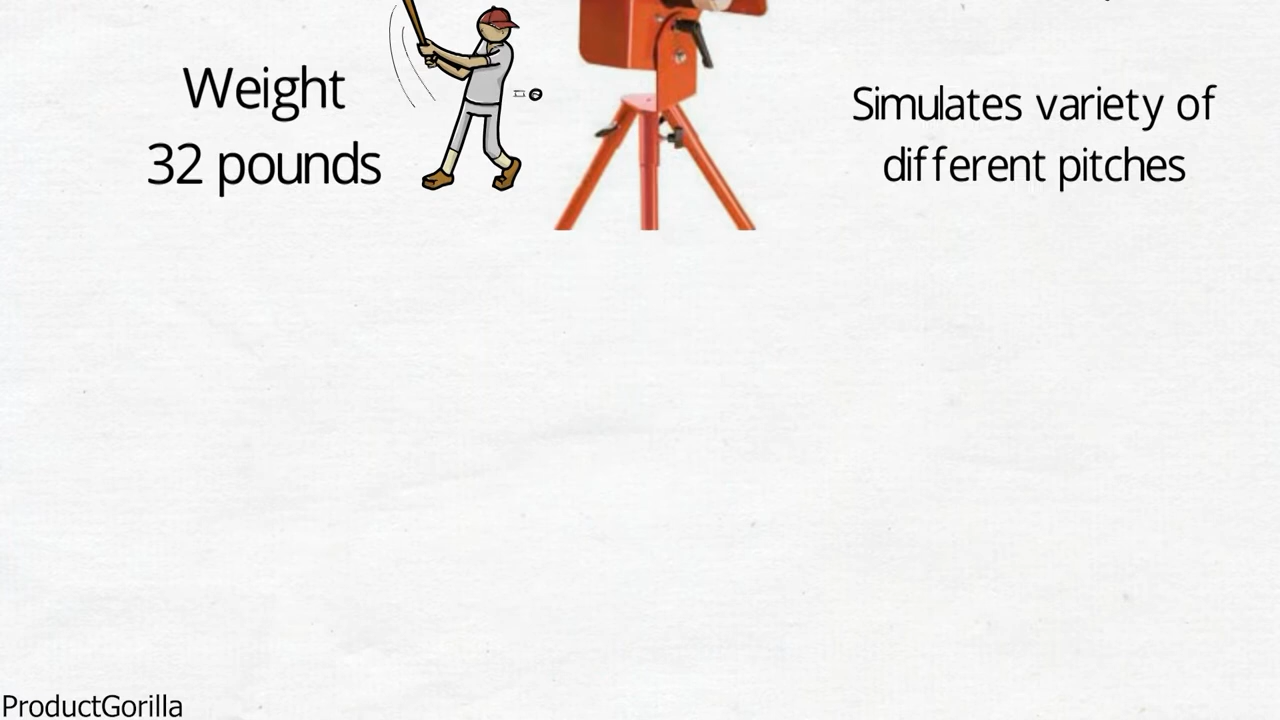 Weight
32 pounds
Simulates variety of
different pitches
ProductGorilla